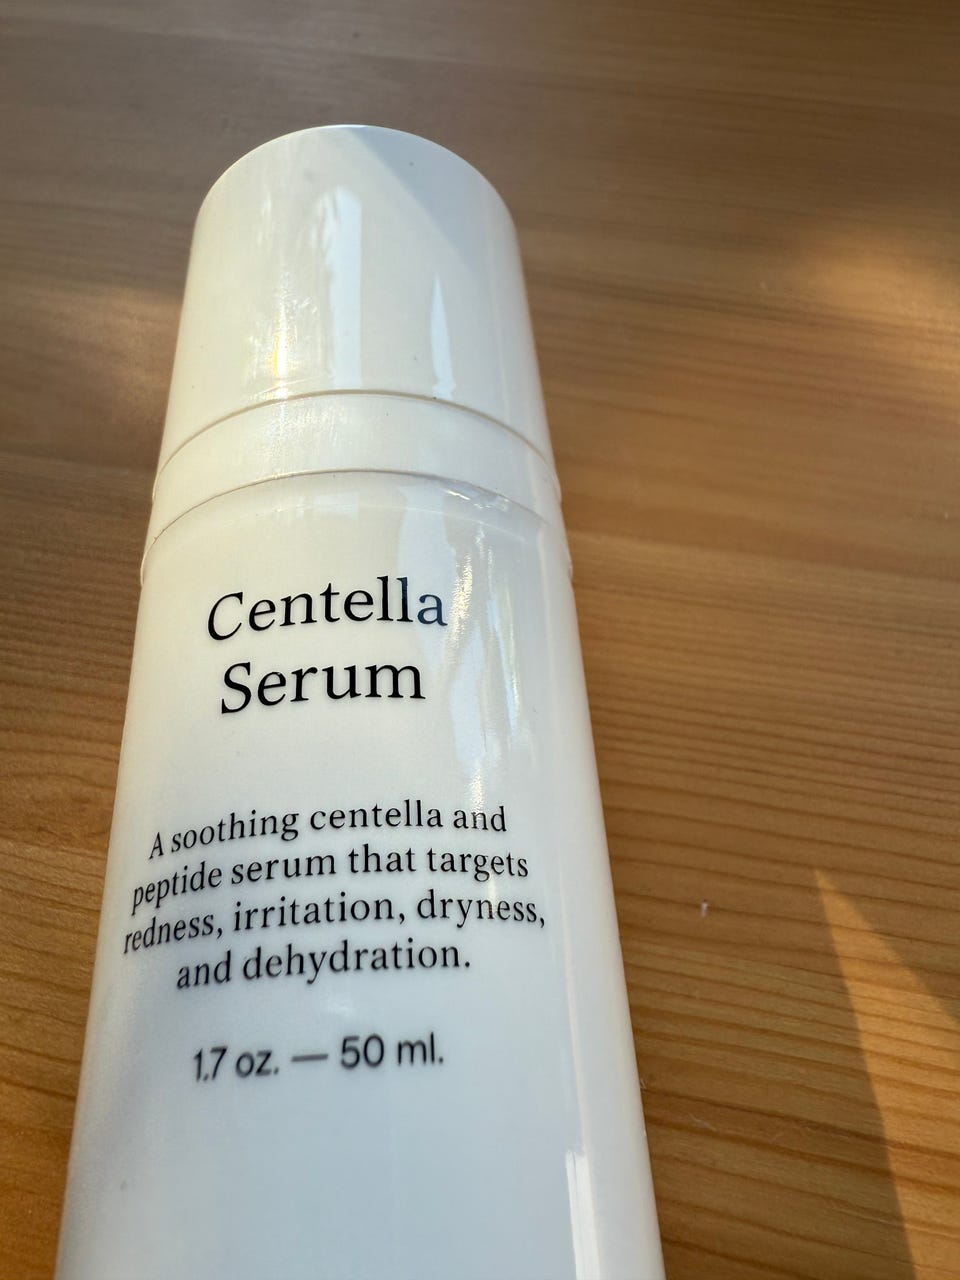 Centella
Serum
A soothing centella and
peptide serum that targets
redness, irritation, dryness,
and dehydration.
1.7 oz. — 50 ml.